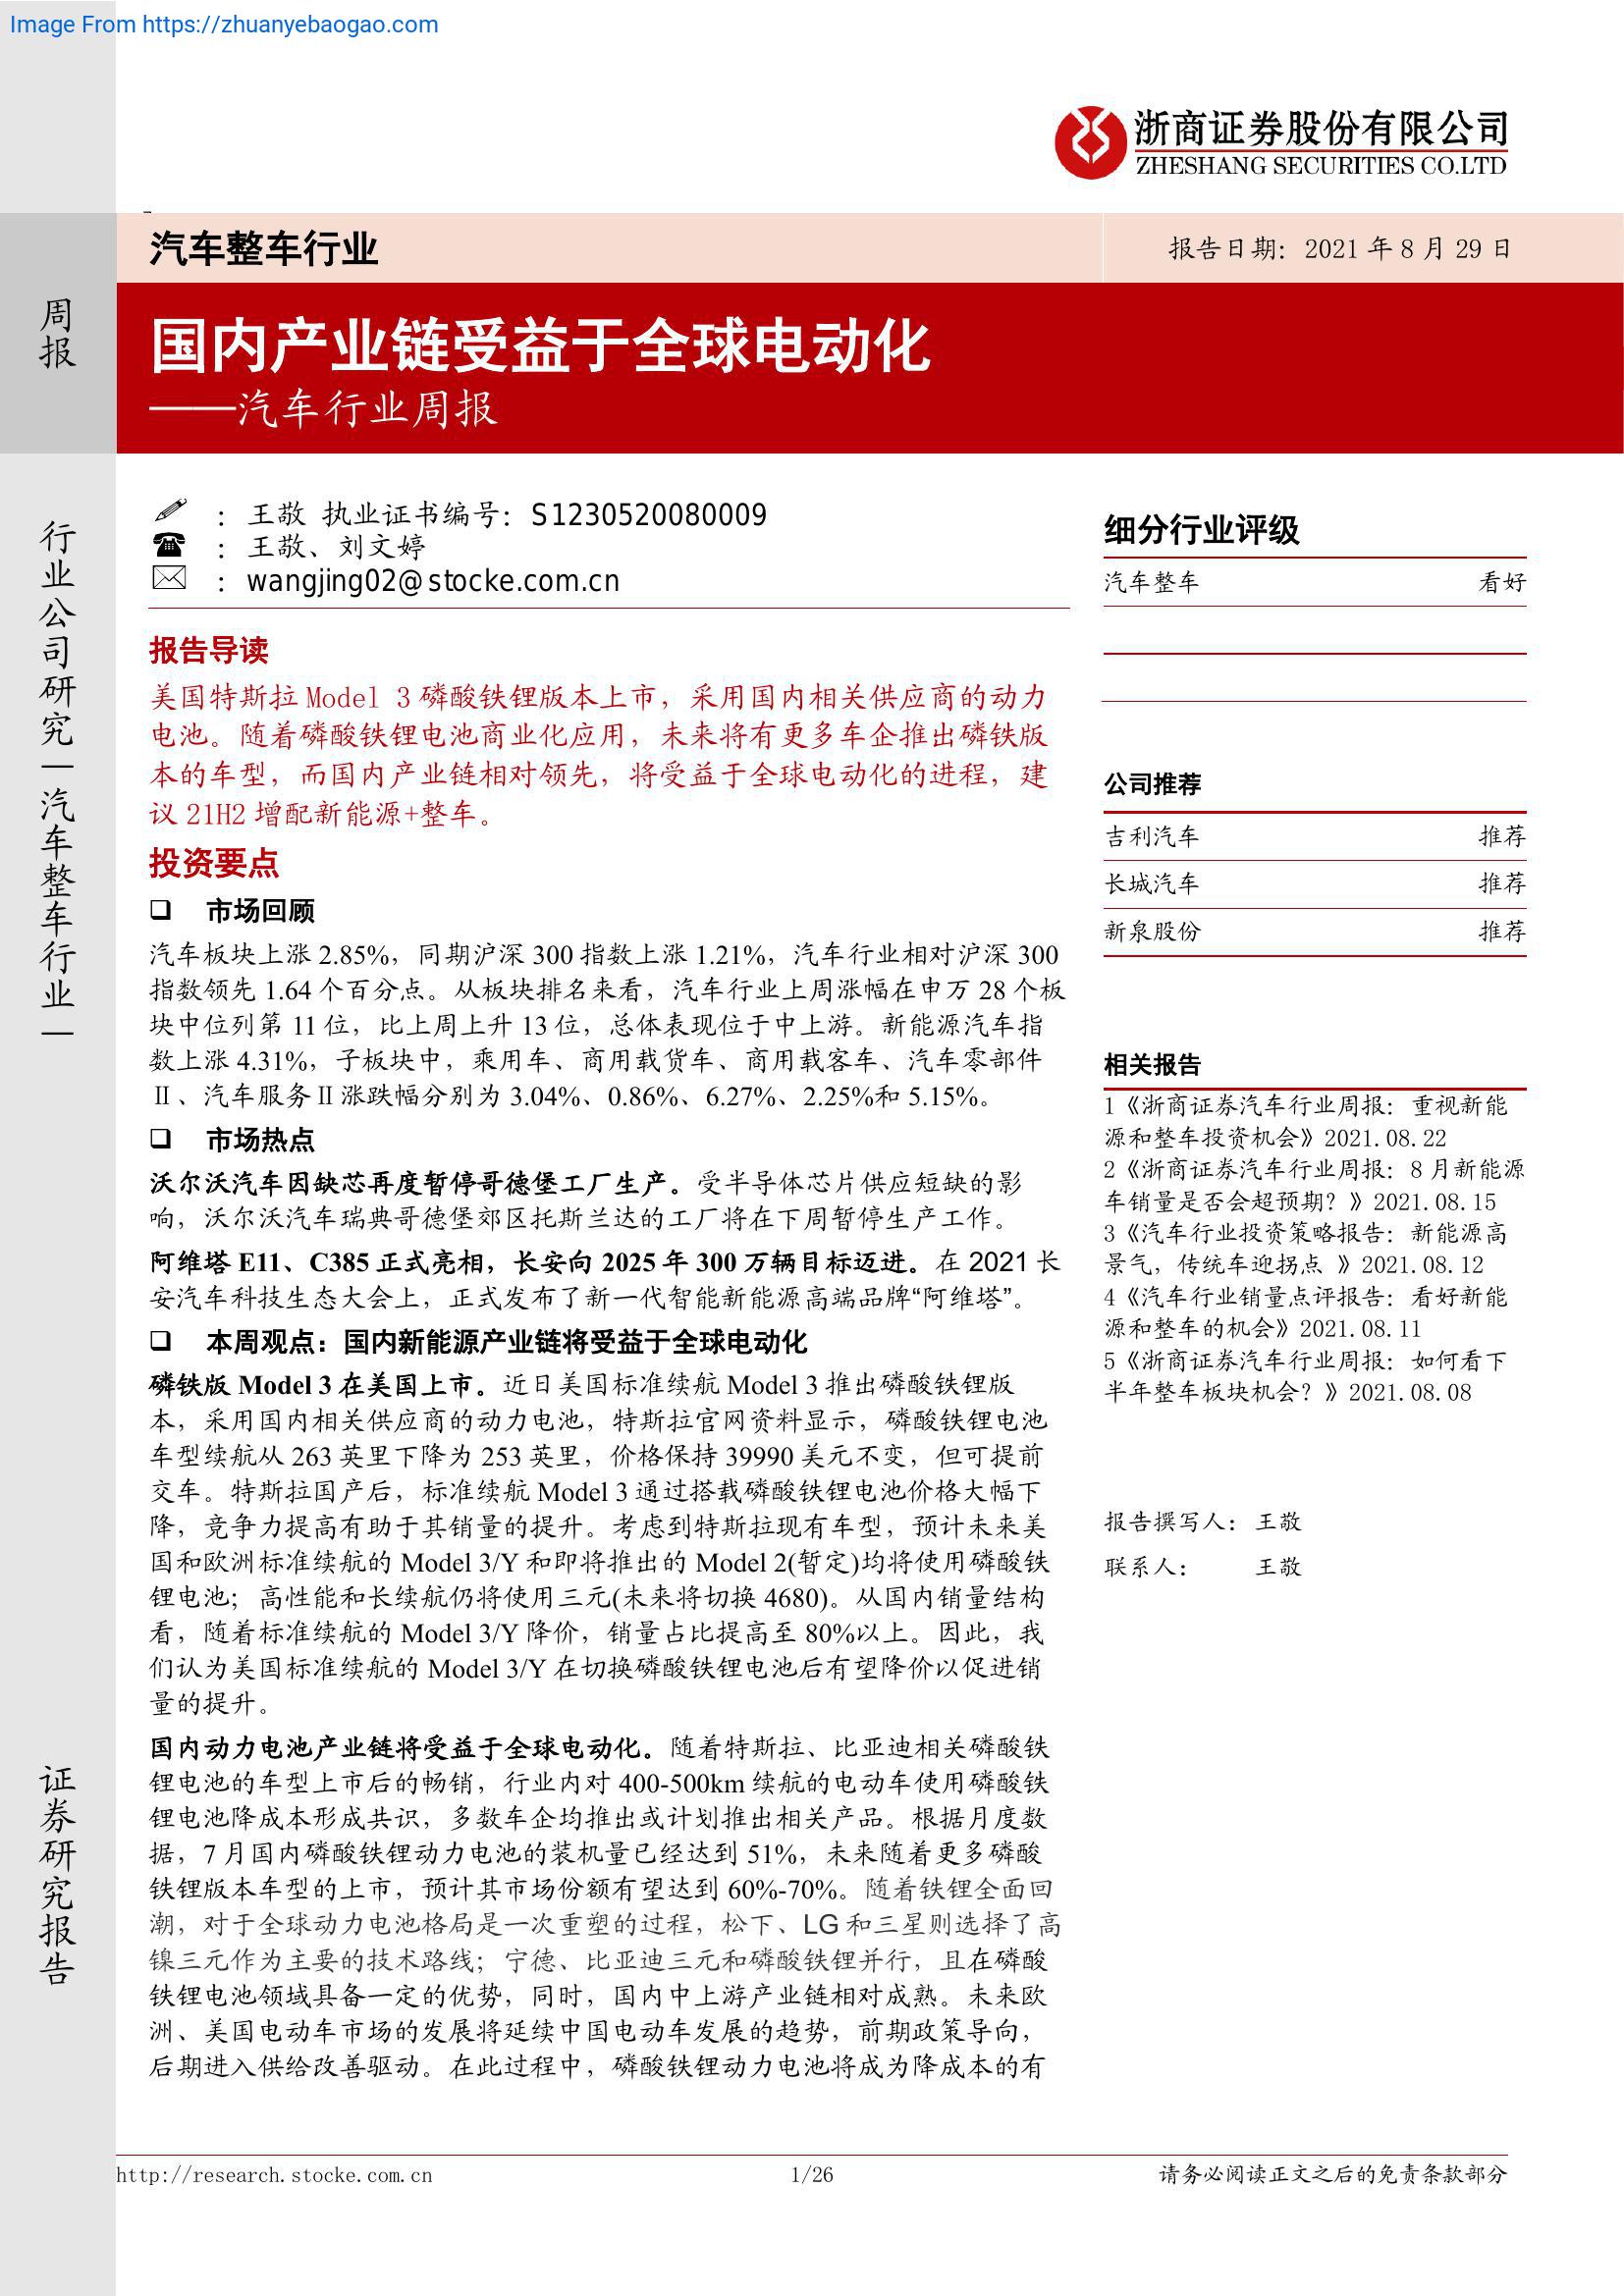 Image From https://zhuanyebaogao.com
浙商证券股份有限公司
ZHESHANG SECURITIES CO.LTD
汽车整车行业
报告日期：2021 年 8 月 29 日
周报
国内产业链受益于全球电动化
——汽车行业周报
行业公司研究｜汽车整车行业｜
证券研究报告
：王敬 执业证书编号：S1230520080009
：王敬、刘文婷
：wangjing02@stocke.com.cn
报告导读
美国特斯拉 Model 3 磷酸铁锂版本上市，采用国内相关供应商的动力
电池。随着磷酸铁锂电池商业化应用，未来将有更多车企推出磷铁版
本的车型，而国内产业链相对领先，将受益于全球电动化的进程，建
议 21H2 增配新能源+整车。
投资要点
❑ 市场回顾
汽车板块上涨 2.85%，同期沪深 300 指数上涨 1.21%，汽车行业相对沪深 300
指数领先 1.64 个百分点。从板块排名来看，汽车行业上周涨幅在申万 28 个板
块中位列第 11 位，比上周上升 13 位，总体表现位于中上游。新能源汽车指
数上涨 4.31%，子板块中，乘用车、商用载货车、商用载客车、汽车零部件
Ⅱ、汽车服务Ⅱ涨跌幅分别为 3.04%、0.86%、6.27%、2.25%和 5.15%。
❑ 市场热点
沃尔沃汽车因缺芯再度暂停哥德堡工厂生产。受半导体芯片供应短缺的影
响，沃尔沃汽车瑞典哥德堡郊区托斯兰达的工厂将在下周暂停生产工作。
阿维塔 E11、C385 正式亮相，长安向 2025 年 300 万辆目标迈进。在 2021 长
安汽车科技生态大会上，正式发布了新一代智能新能源高端品牌“阿维塔”。
❑ 本周观点：国内新能源产业链将受益于全球电动化
磷铁版 Model 3 在美国上市。近日美国标准续航 Model 3 推出磷酸铁锂版
本，采用国内相关供应商的动力电池，特斯拉官网资料显示，磷酸铁锂电池
车型续航从 263 英里下降为 253 英里，价格保持 39990 美元不变，但可提前
交车。特斯拉国产后，标准续航 Model 3 通过搭载磷酸铁锂电池价格大幅下
降，竞争力提高有助于其销量的提升。考虑到特斯拉现有车型，预计未来美
国和欧洲标准续航的 Model 3/Y 和即将推出的 Model 2(暂定)均将使用磷酸铁
锂电池；高性能和长续航仍将使用三元(未来将切换 4680)。从国内销量结构
看，随着标准续航的 Model 3/Y 降价，销量占比提高至 80%以上。因此，我
们认为美国标准续航的 Model 3/Y 在切换磷酸铁锂电池后有望降价以促进销
量的提升。
国内动力电池产业链将受益于全球电动化。随着特斯拉、比亚迪相关磷酸铁
锂电池的车型上市后的畅销，行业内对 400-500km 续航的电动车使用磷酸铁
锂电池降成本形成共识，多数车企均推出或计划推出相关产品。根据月度数
据，7 月国内磷酸铁锂动力电池的装机量已经达到 51%，未来随着更多磷酸
铁锂版本车型的上市，预计其市场份额有望达到 60%-70%。随着铁锂全面回
潮，对于全球动力电池格局是一次重塑的过程，松下、LG 和三星则选择了高
镍三元作为主要的技术路线；宁德、比亚迪三元和磷酸铁锂并行，且在磷酸
铁锂电池领域具备一定的优势，同时，国内中上游产业链相对成熟。未来欧
洲、美国电动车市场的发展将延续中国电动车发展的趋势，前期政策导向，
后期进入供给改善驱动。在此过程中，磷酸铁锂动力电池将成为降成本的有
细分行业评级
汽车整车 看好
公司推荐
吉利汽车 推荐
长城汽车 推荐
新泉股份 推荐
相关报告
1《浙商证券汽车行业周报：重视新能
源和整车投资机会》2021.08.22
2《浙商证券汽车行业周报：8 月新能源
车销量是否会超预期？》2021.08.15
3《汽车行业投资策略报告：新能源高
景气，传统车迎拐点 》2021.08.12
4《汽车行业销量点评报告：看好新能
源和整车的机会》2021.08.11
5《浙商证券汽车行业周报：如何看下
半年整车板块机会？》2021.08.08
报告撰写人：王敬
联系人： 王敬
http://research.stocke.com.cn
1/26
请务必阅读正文之后的免责条款部分